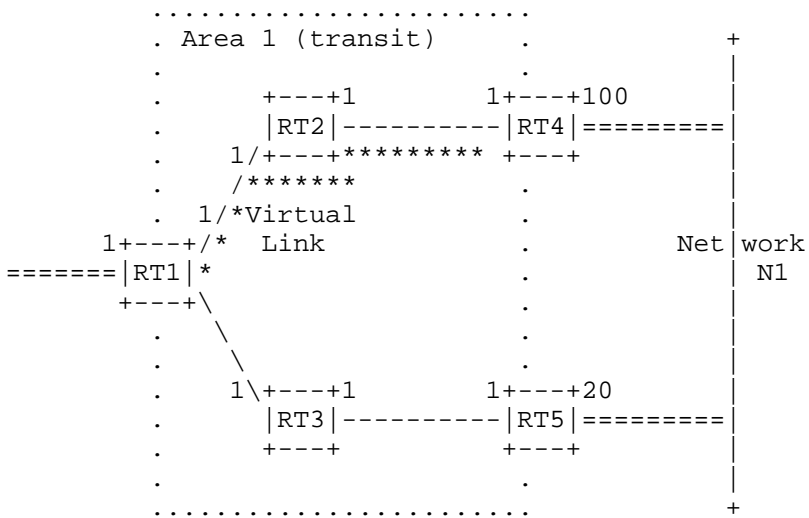 Area 1 (transit)
+
+---+1 1+---+100
|RT2|----------|RT4|=========|
1/+---+********* +---+
/*******
1/*Virtual
1+---+/* Link Net|work
=======|RT1|* N1
+---+\
\
\
1\+---+1 1+---+20
|RT3|----------|RT5|=========|
+---+ +---+
+